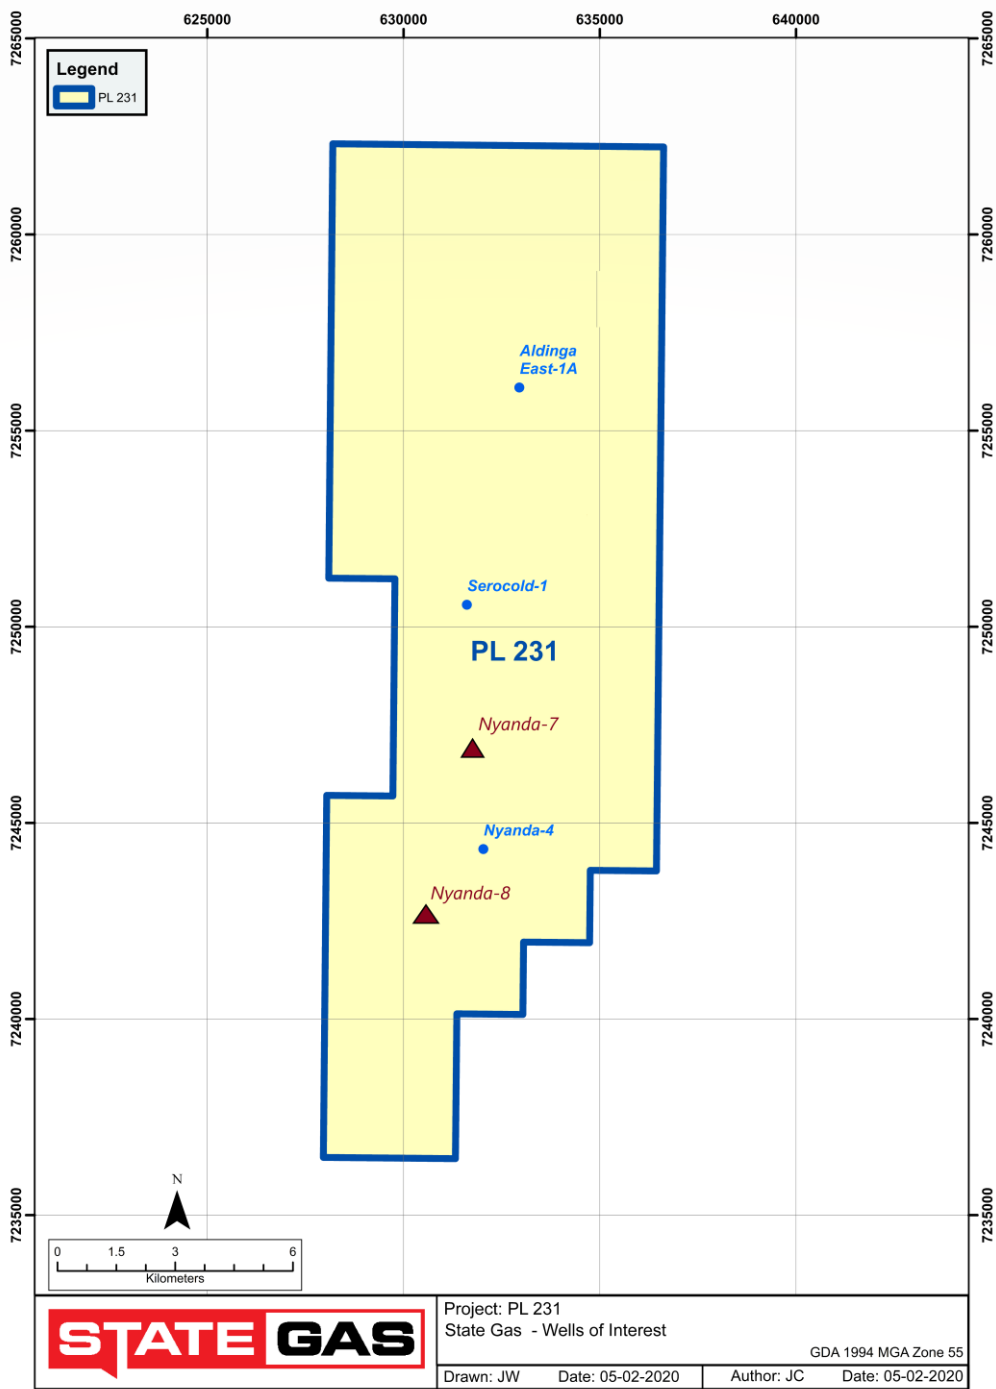 625000
630000
635000
640000
7265000
7265000
Legend
PL 231
7260000
7260000
Aldinga
East-1A
7255000
7255000
Serocold-1
7250000
7250000
PL 231
Nyanda-7
7245000
7245000
Nyanda-4
Nyanda-8
7240000
7240000
N
7235000
7235000
0 1.5 3 6
Kilometers
STATE GAS
Project: PL 231
State Gas - Wells of Interest
GDA 1994 MGA Zone 55
Drawn: JW Date: 05-02-2020 Author: JC Date: 05-02-2020